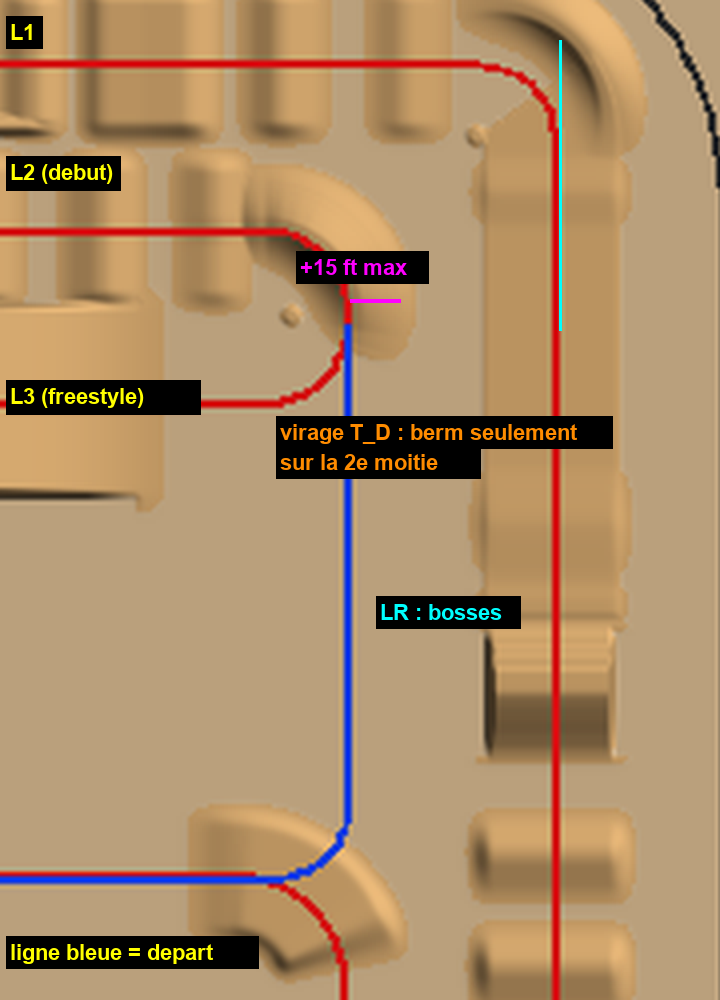 L1
L2 (debut)
+15 ft max
L3 (freestyle)
virage T_D : berm seulement
sur la 2e moitie
LR : bosses
ligne bleue = depart